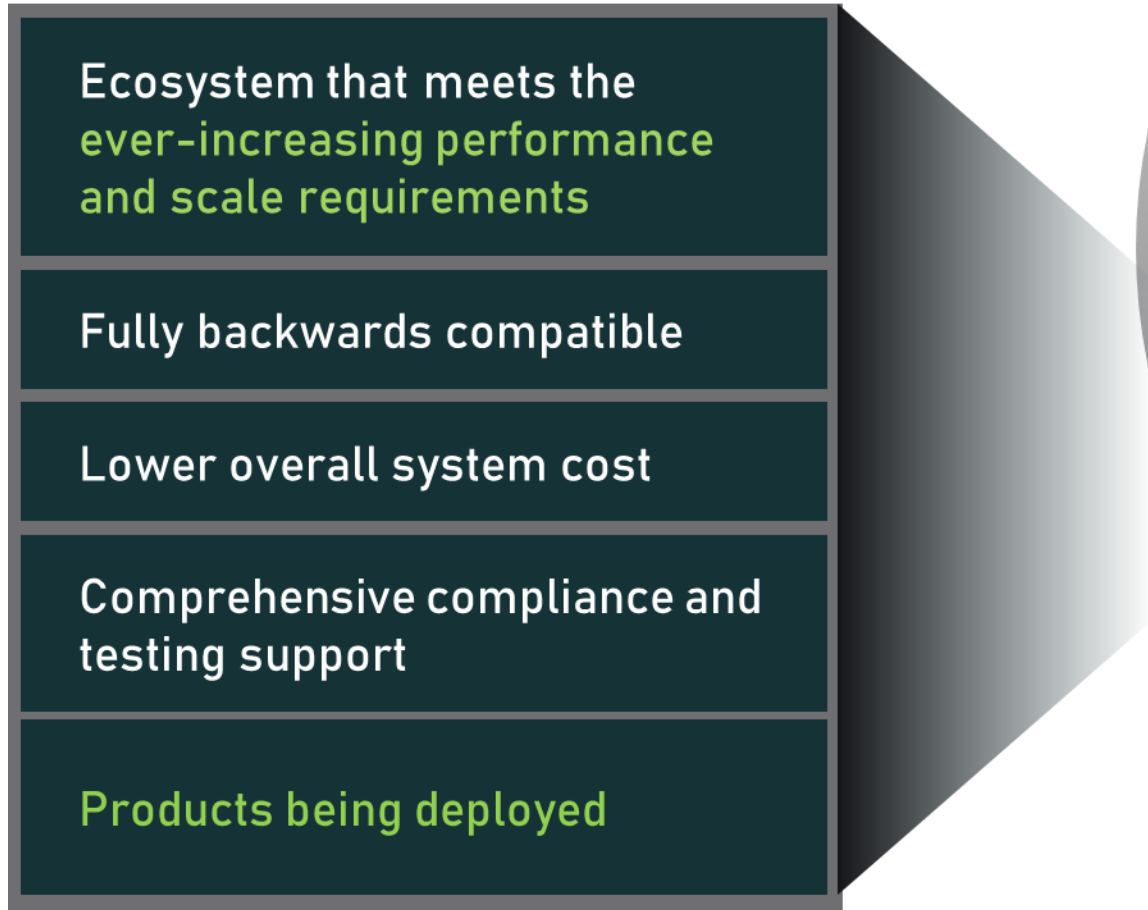 Ecosystem that meets the
ever-increasing performance
and scale requirements
Fully backwards compatible
Lower overall system cost
Comprehensive compliance and
testing support
Products being deployed